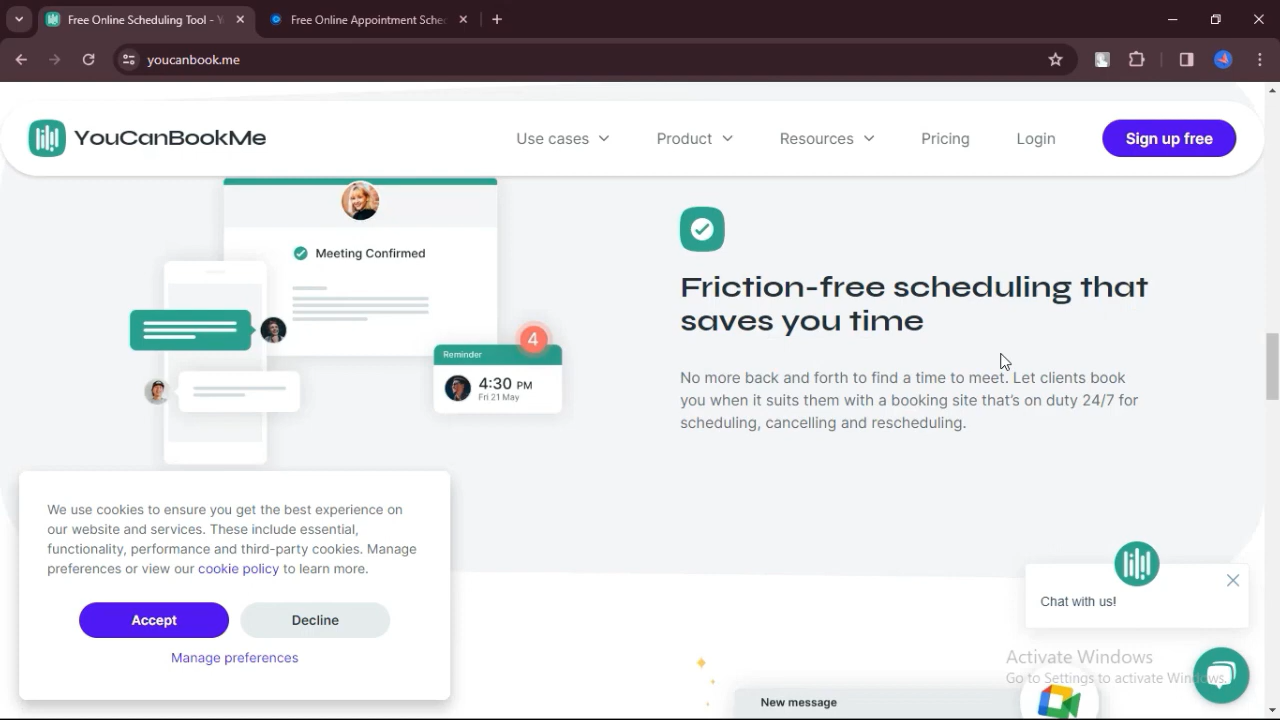 Free Online Scheduling Tool - Y
Free Online Appointment Sche
youcanbook.me
YouCanBookMe
Use cases
Product
Resources
Pricing
Login
Sign up free
Meeting Confirmed
4
Reminder
4:30 PM
Fri 21 May
Friction-free scheduling that
saves you time
No more back and forth to find a time to meet. Let clients book
you when it suits them with a booking site that's on duty 24/7 for
scheduling, cancelling and rescheduling.
We use cookies to ensure you get the best experience on
our website and services. These include essential,
functionality, performance and third-party cookies. Manage
preferences or view our cookie policy to learn more.
Accept
Decline
Manage preferences
Chat with us!
Activate Windows
Go to Settings to activate Windows.
New message